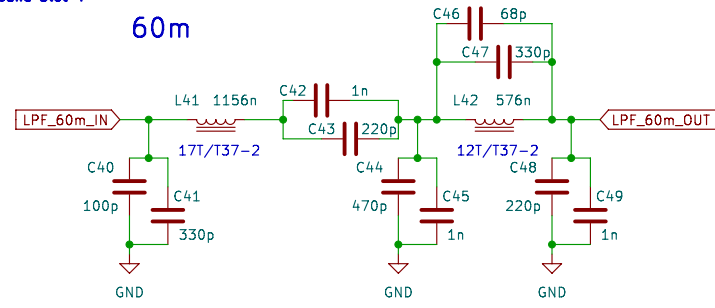 60m
C46 68p
C47 330p
C42 1n
L41 1156n
L42 576n
LPF_60m_IN
C43 220p
LPF_60m_OUT
17T/T37-2
12T/T37-2
C40
C44
C48
C41
C45
C49
100p
470p
220p
330p
1n
1n
GND
GND
GND